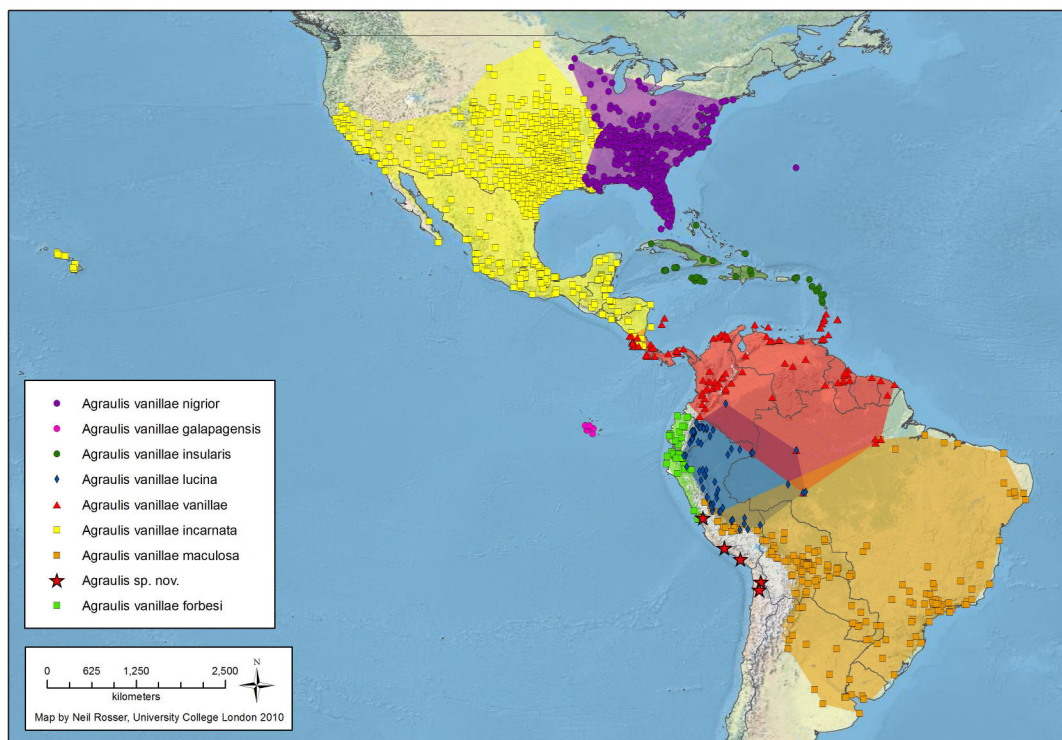 Agraulis vanillae nigrior
Agraulis vanillae galapagensis
Agraulis vanillae insularis
Agraulis vanillae lucina
Agraulis vanillae vanillae
Agraulis vanillae incarnata
Agraulis vanillae maculosa
Agraulis sp. nov.
Agraulis vanillae forbesi
N
0 625 1,250 2,500
kilometers
Map by Neil Rosser, University College London 2010